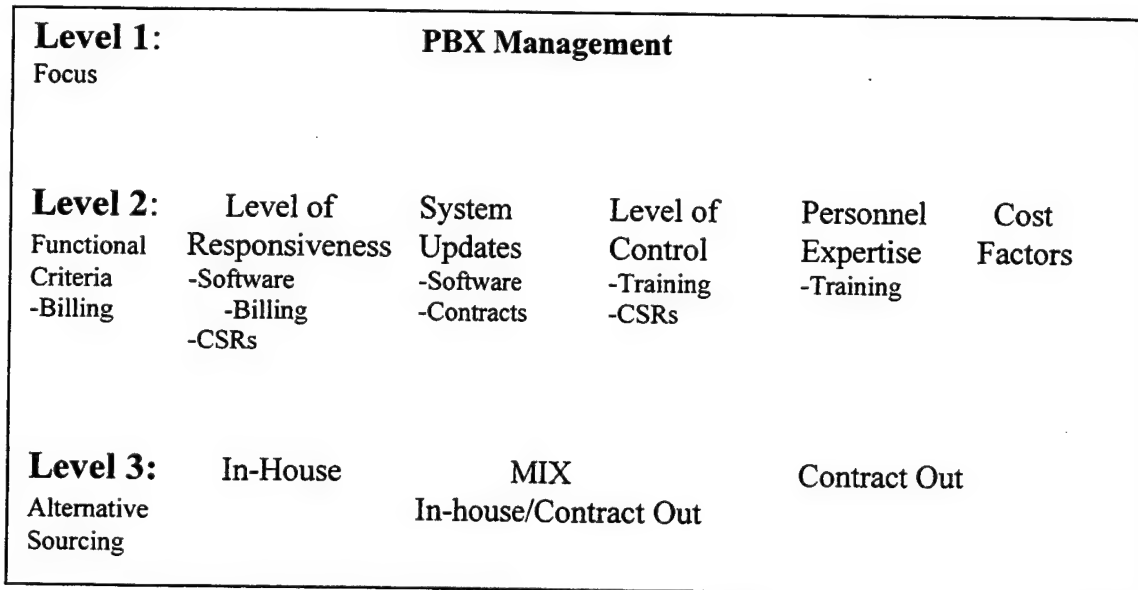 Level 1: PBX Management
Focus
Level 2: Level of System Level of Personnel Cost
Functional Responsiveness Updates Control Expertise Factors
Criteria -Software -Software -Training -Training
-Billing -Billing -Contracts -CSRs
-CSRs
Level 3: In-House MIX Contract Out
Alternative In-house/Contract Out
Sourcing